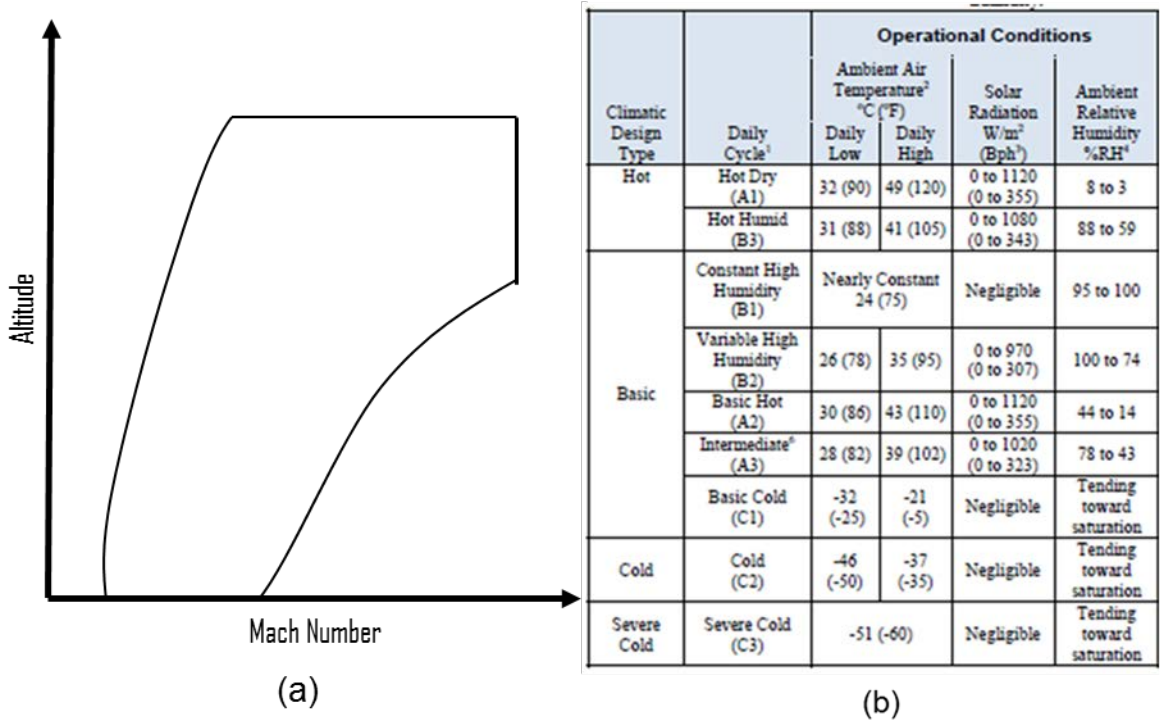 Altitude
Mach Number
(a)
Operational Conditions
Climatic
Design
Type
Daily
Cycle¹
Ambient Air
Temperature²
°C (°F)
Daily
Low
Daily
High
Solar
Radiation
W/m²
(Bph³)
Ambient
Relative
Humidity
%RH⁴
Hot
Hot Dry
(A1)
32 (90)
49 (120)
0 to 1120
(0 to 355)
8 to 3
Hot Humid
(B3)
31 (88)
41 (105)
0 to 1080
(0 to 343)
88 to 59
Basic
Constant High
Humidity
(B1)
Nearly Constant
24 (75)
Negligible
95 to 100
Variable High
Humidity
(B2)
26 (78)
35 (95)
0 to 970
(0 to 307)
100 to 74
Basic Hot
(A2)
30 (86)
43 (110)
0 to 1120
(0 to 355)
44 to 14
Intermediate⁶
(A3)
28 (82)
39 (102)
0 to 1020
(0 to 323)
78 to 43
Basic Cold
(C1)
-32
(-25)
-21
(-5)
Negligible
Tending
toward
saturation
Cold
Cold
(C2)
-46
(-50)
-37
(-35)
Negligible
Tending
toward
saturation
Severe
Cold
Severe Cold
(C3)
-51 (-60)
Negligible
Tending
toward
saturation
(b)